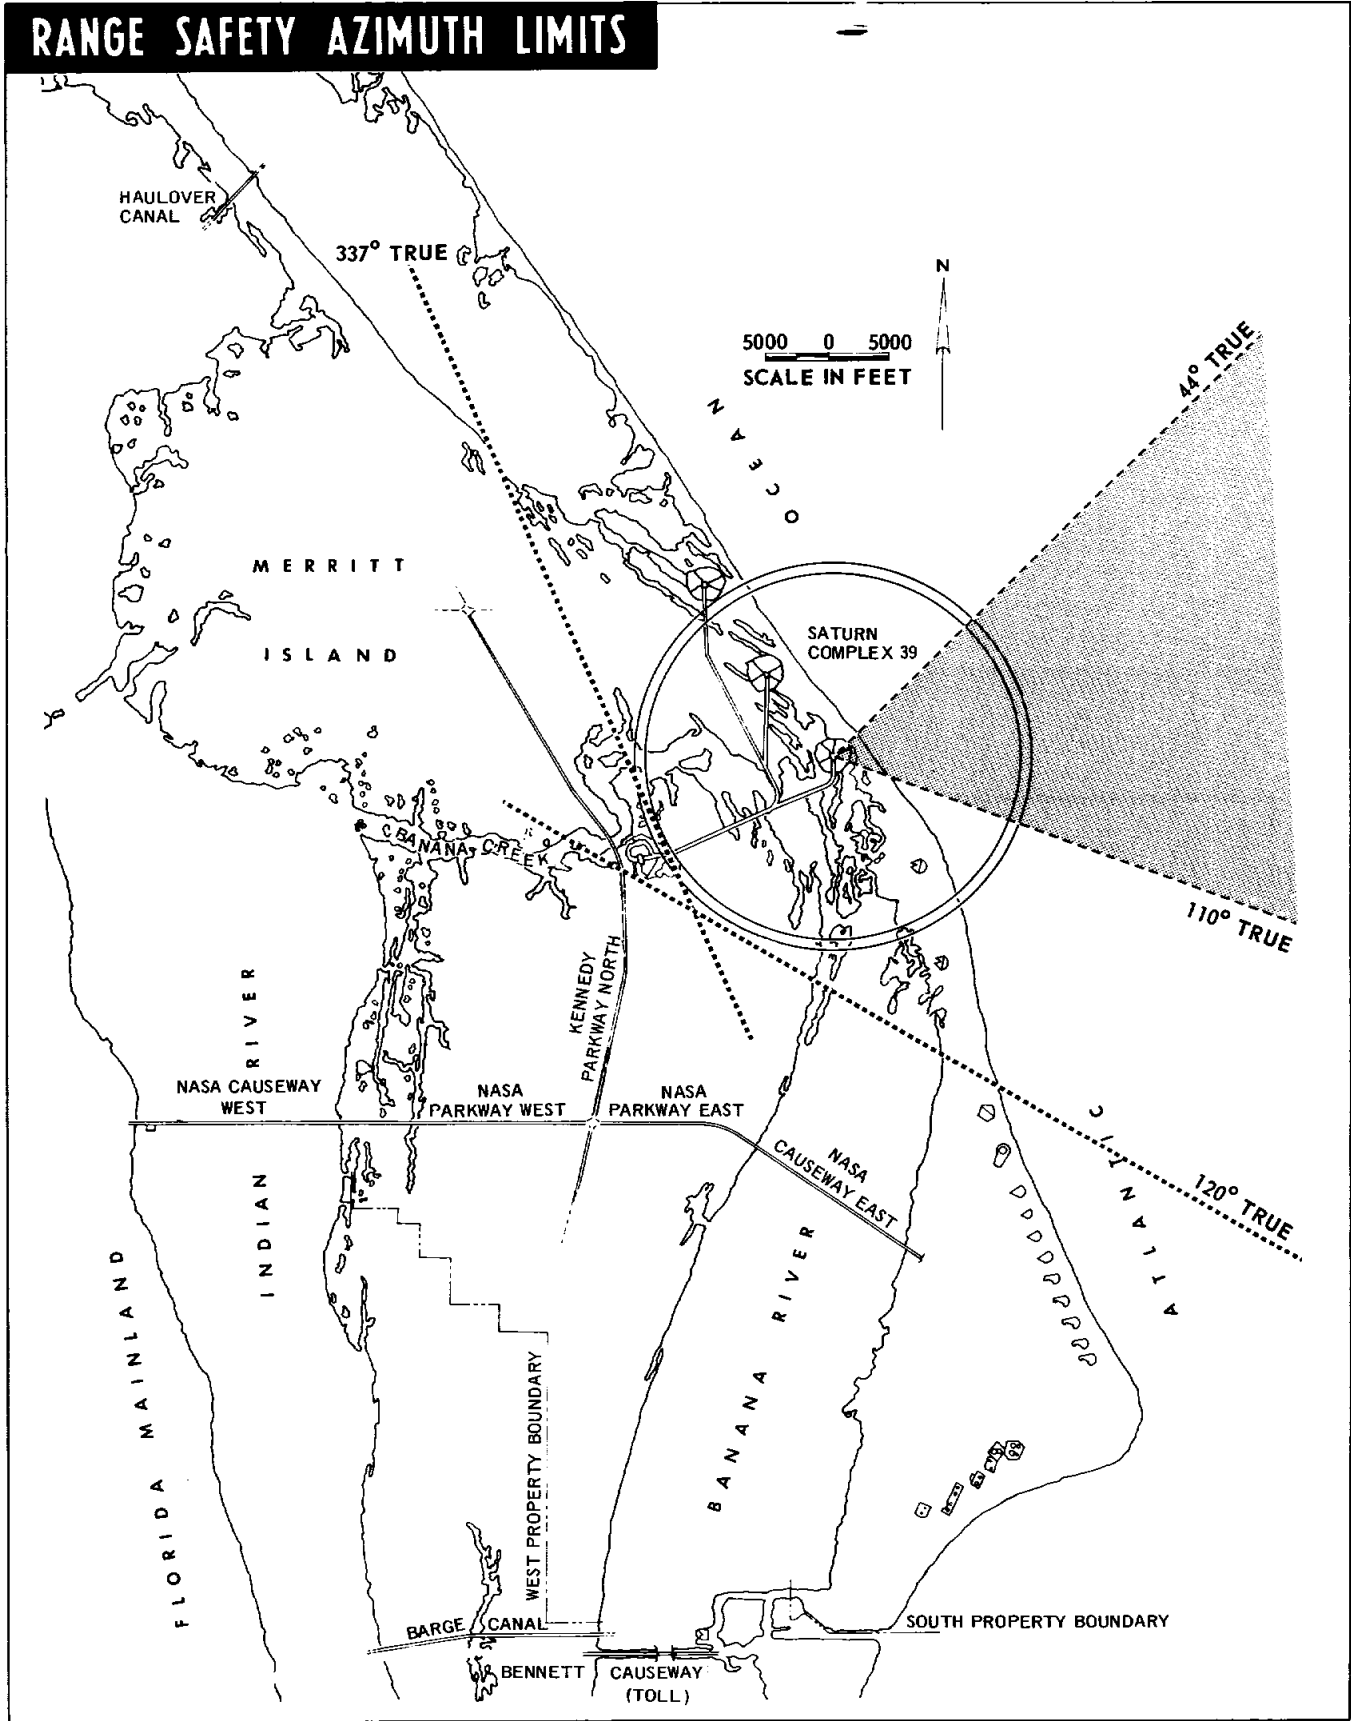 RANGE SAFETY AZIMUTH LIMITS
HAULOVER
CANAL
337° TRUE
N
5000 0 5000
SCALE IN FEET
44° TRUE
OCEAN
MERRITT
ISLAND
SATURN
COMPLEX 39
BANANA CREEK
110° TRUE
KENNEDY
PARKWAY NORTH
RIVER
INDIAN
NASA CAUSEWAY
WEST
NASA
PARKWAY WEST
NASA
PARKWAY EAST
NASA
CAUSEWAY EAST
ATLANTIC
120° TRUE
FLORIDA MAINLAND
BANANA RIVER
WEST PROPERTY BOUNDARY
BARGE CANAL
SOUTH PROPERTY BOUNDARY
BENNETT CAUSEWAY
(TOLL)